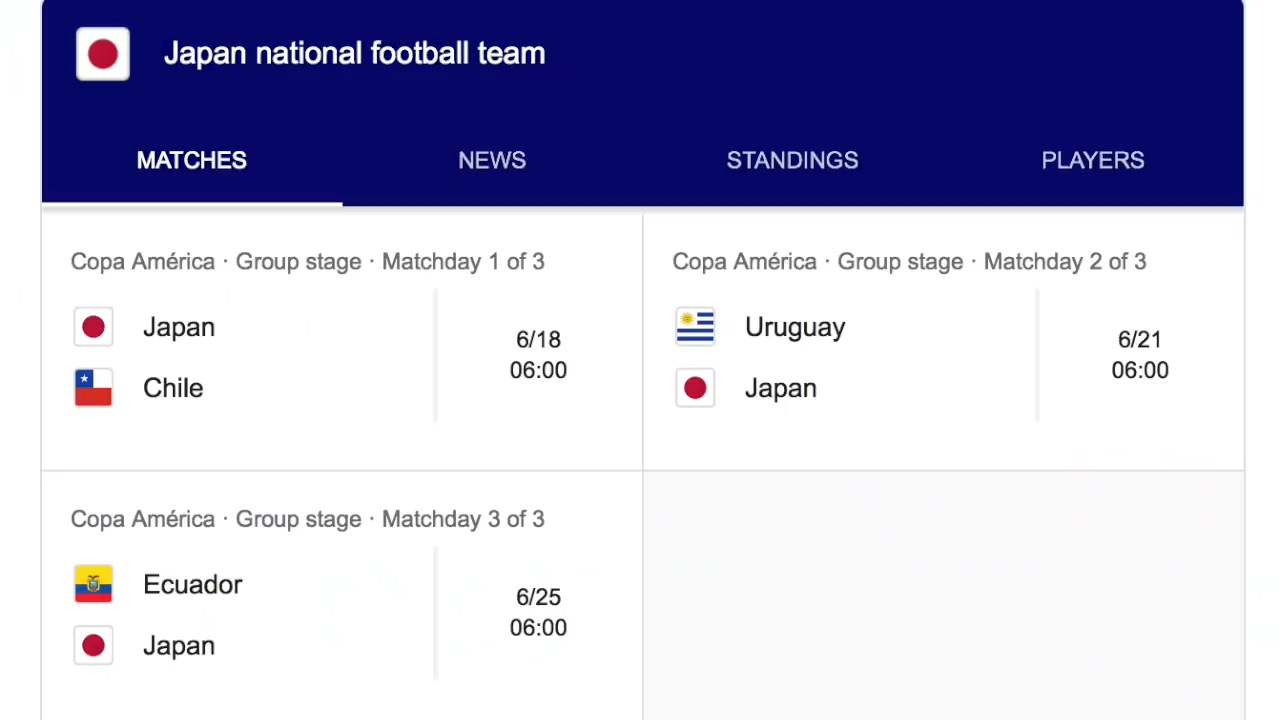 Japan national football team
MATCHES NEWS STANDINGS PLAYERS
Copa América · Group stage · Matchday 1 of 3
Japan
Chile
6/18
06:00
Copa América · Group stage · Matchday 2 of 3
Uruguay
Japan
6/21
06:00
Copa América · Group stage · Matchday 3 of 3
Ecuador
Japan
6/25
06:00